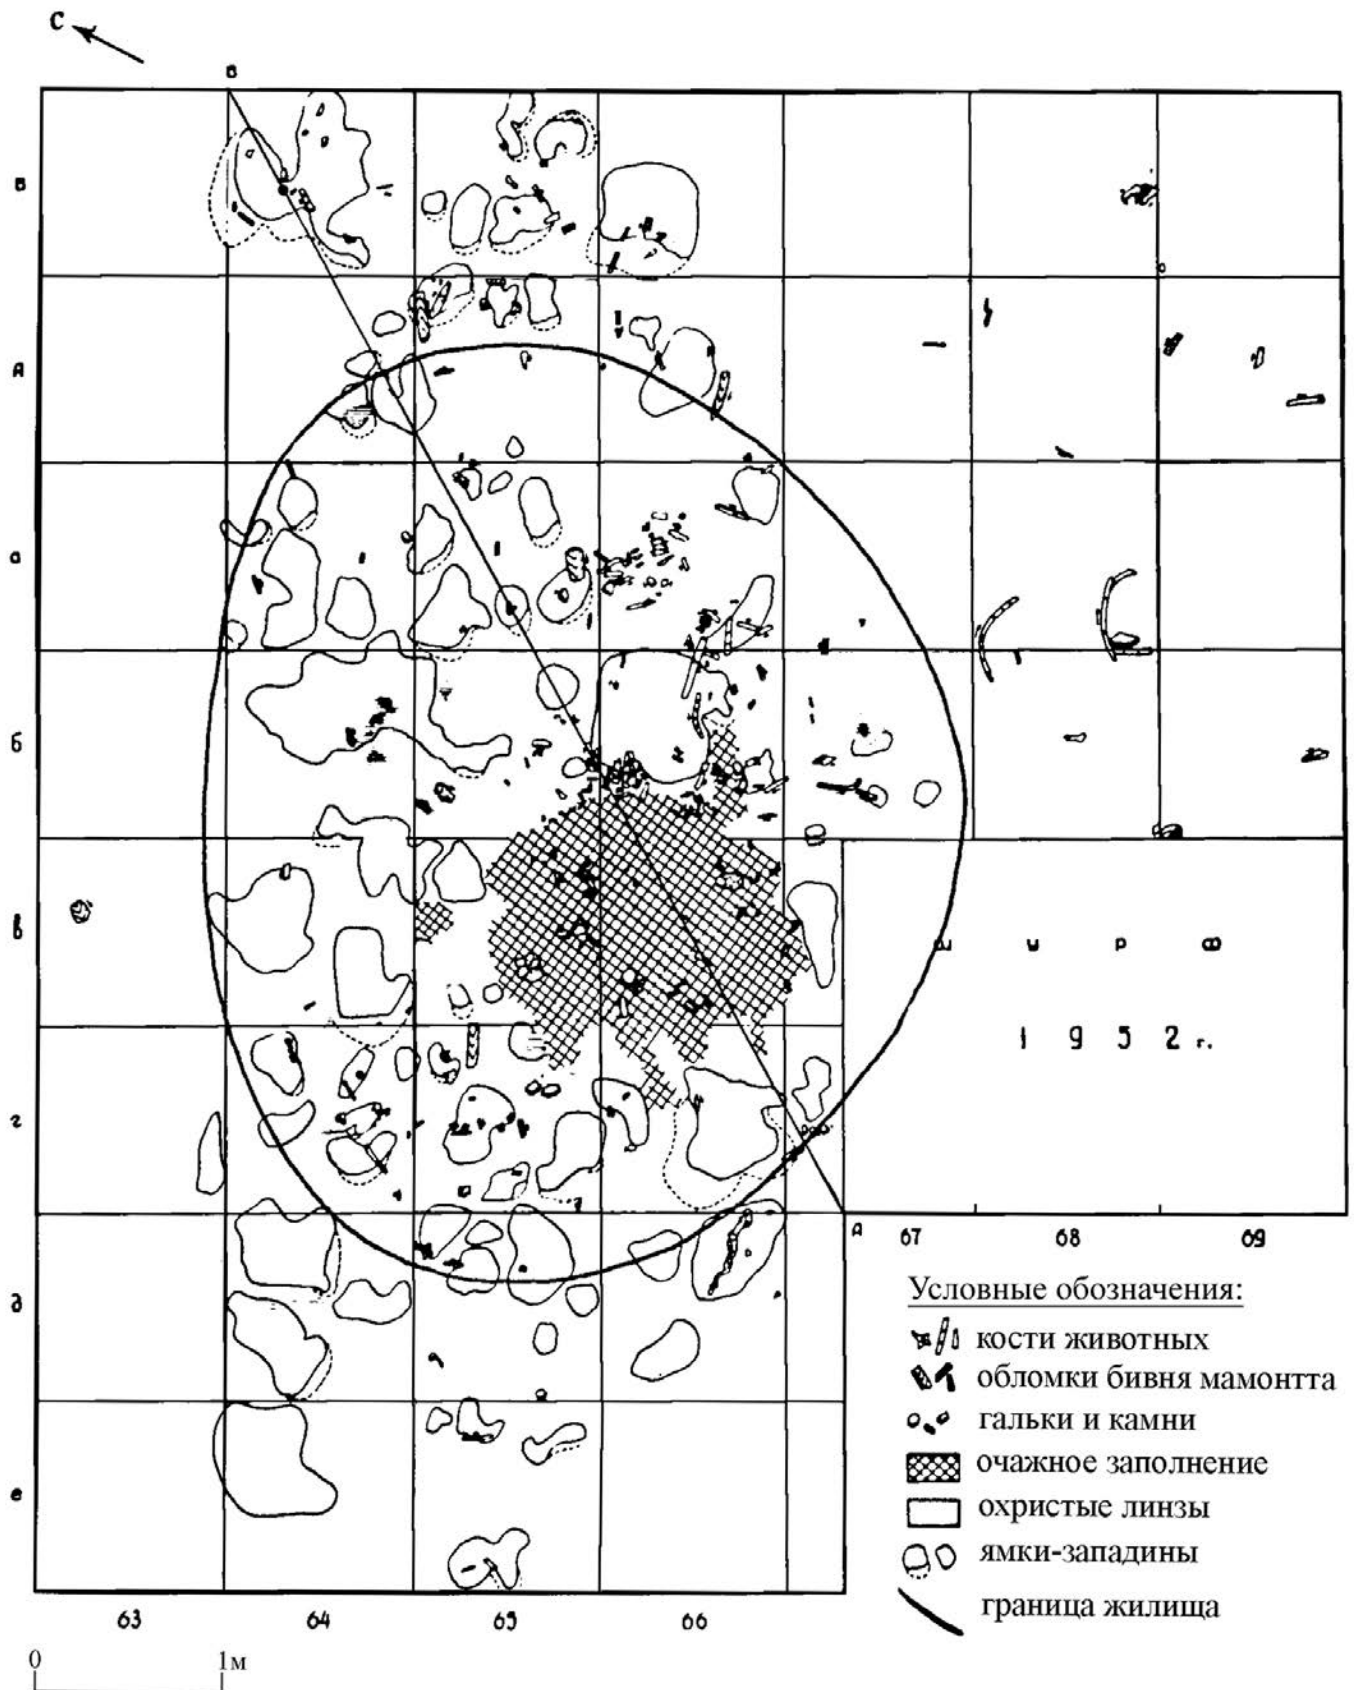 С
В
В
А
а
б
в
г
д
е
ш у р ф
1 9 5 2 г.
А
67 68 69
63 64 65 66
0 1м
Условные обозначения:
кости животных
обломки бивня мамонтта
гальки и камни
очажное заполнение
охристые линзы
ямки-западины
граница жилища